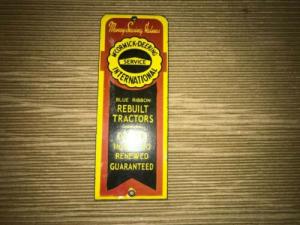 Money-Saving Values
McCORMICK-DEERING
SERVICE
INTERNATIONAL
BLUE RIBBON
REBUILT
TRACTORS
RENEWED
GUARANTEED